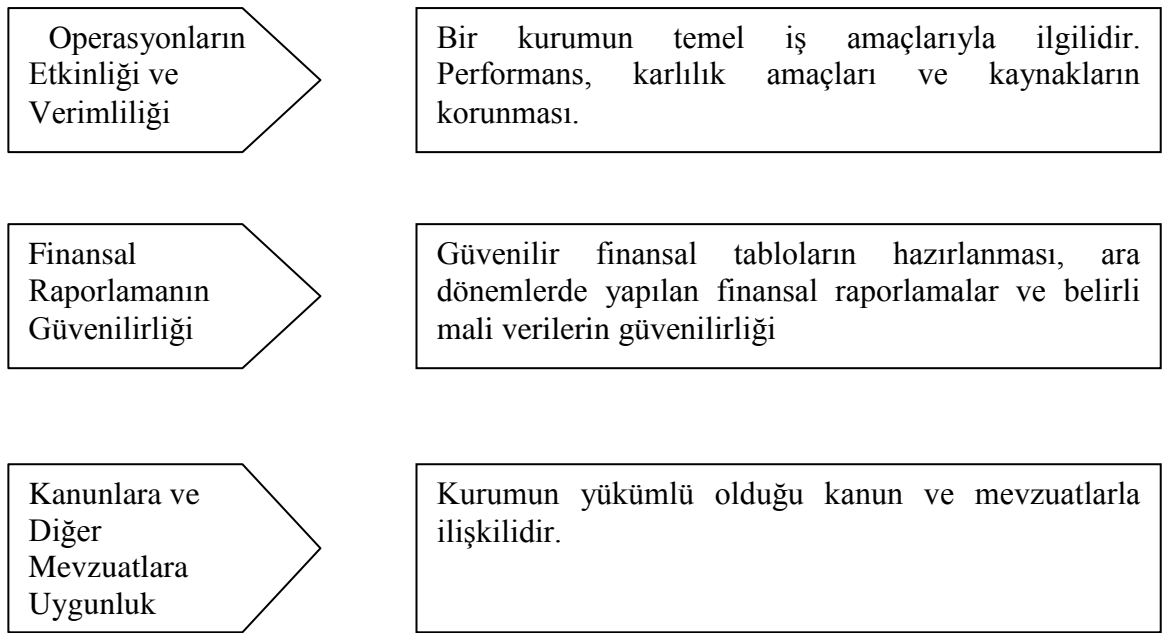 Operasyonların
Etkinliği ve
Verimliliği
Bir kurumun temel iş amaçlarıyla ilgilidir.
Performans, karlılık amaçları ve kaynakların
korunması.
Finansal
Raporlamanın
Güvenilirliği
Güvenilir finansal tabloların hazırlanması, ara
dönemlerde yapılan finansal raporlamalar ve belirli
mali verilerin güvenilirliği
Kanunlara ve
Diğer
Mevzuatlara
Uygunluk
Kurumun yükümlü olduğu kanun ve mevzuatlarla
ilişkilidir.